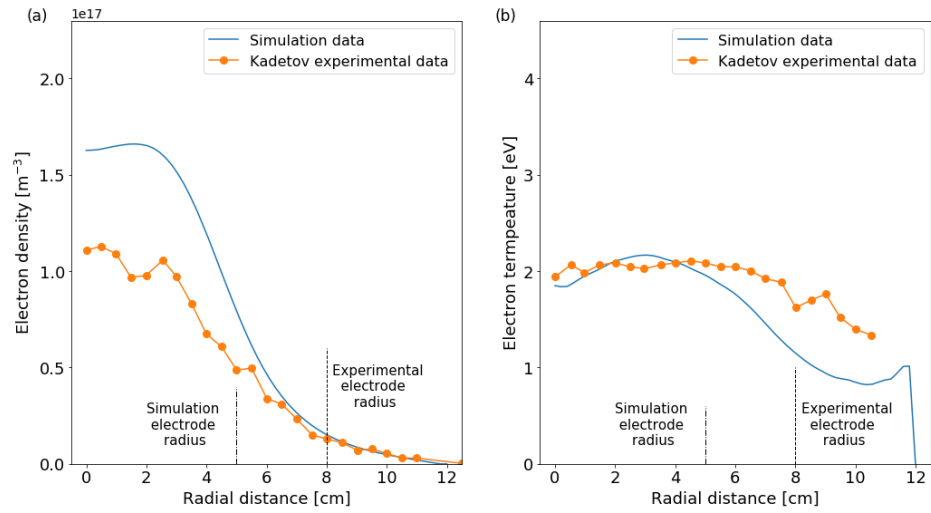 (a)
1e17
Simulation data
Kadetov experimental data
Electron density [m⁻³]
2.0
1.5
1.0
0.5
0.0
Simulation
electrode
radius
Experimental
electrode
radius
0 2 4 6 8 10 12
Radial distance [cm]
(b)
Simulation data
Kadetov experimental data
Electron termpeature [eV]
4
3
2
1
0
Simulation
electrode
radius
Experimental
electrode
radius
0 2 4 6 8 10 12
Radial distance [cm]